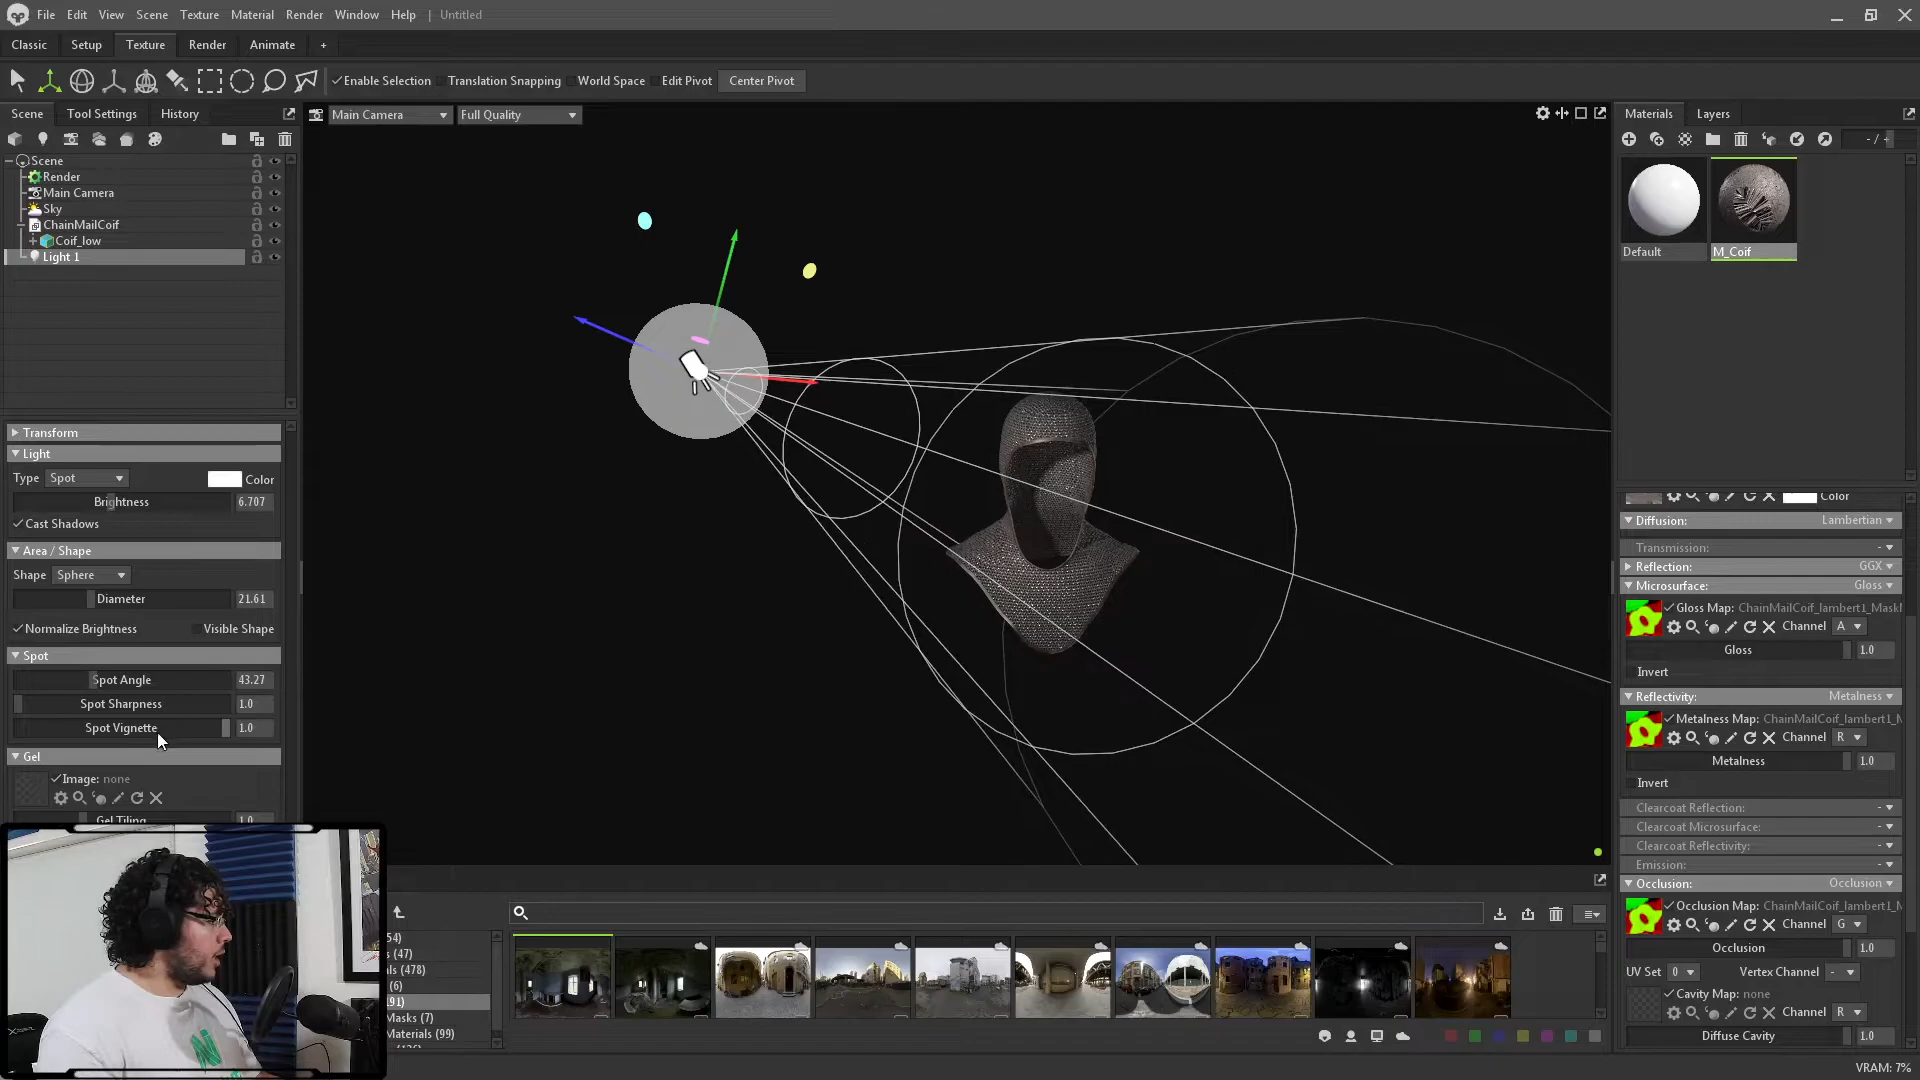 File Edit View Scene Texture Material Render Window Help | Untitled
Classic Setup Texture Render Animate +
Enable Selection Translation Snapping World Space Edit Pivot Center Pivot
Scene Tool Settings History
Main Camera Full Quality
Materials Layers
- /
Scene
Render
Main Camera
Sky
ChainMailCoif
Coif_low
Light 1
Default M_Coif
Transform
Light
Type Spot Color
Brightness 6.707
Cast Shadows
Area / Shape
Shape Sphere
Diameter 21.61
Normalize Brightness Visible Shape
Spot
Spot Angle 43.27
Spot Sharpness 1.0
Spot Vignette 1.0
Gel
Image: none
Gel Tiling 1.0
Color
Diffusion: Lambertian
Transmission: -
Reflection: GGX
Microsurface: Gloss
Gloss Map: ChainMailCoif_lambert1_Mask
Channel A
Gloss 1.0
Invert
Reflectivity: Metalness
Metalness Map: ChainMailCoif_lambert1_M
Channel R
Metalness 1.0
Invert
Clearcoat Reflection: -
Clearcoat Microsurface: -
Clearcoat Reflectivity: -
Emission: -
Occlusion: Occlusion
Occlusion Map: ChainMailCoif_lambert1_M
Channel G
Occlusion 1.0
UV Set 0 Vertex Channel -
Cavity Map: none
Channel R
Diffuse Cavity 1.0
54)
s (47)
als (478)
(6)
191)
Masks (7)
Materials (99)
VRAM: 7%